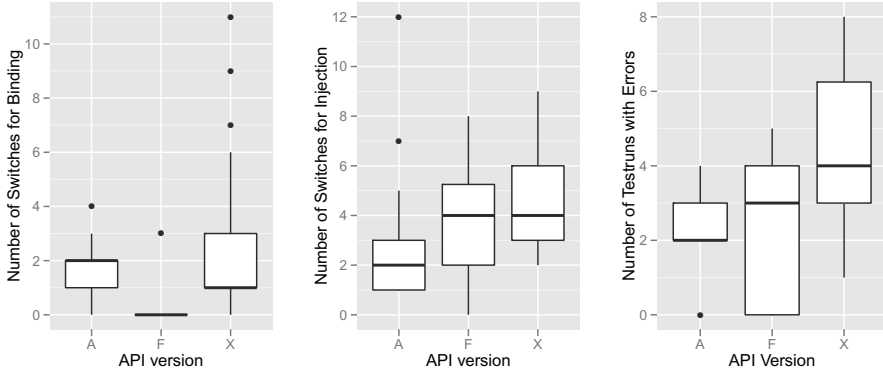 Number of Switches for Binding
10
8
6
4
2
0
A F X
API version
Number of Switches for Injection
12
10
8
6
4
2
0
A F X
API version
Number of Testruns with Errors
8
6
4
2
0
A F X
API Version